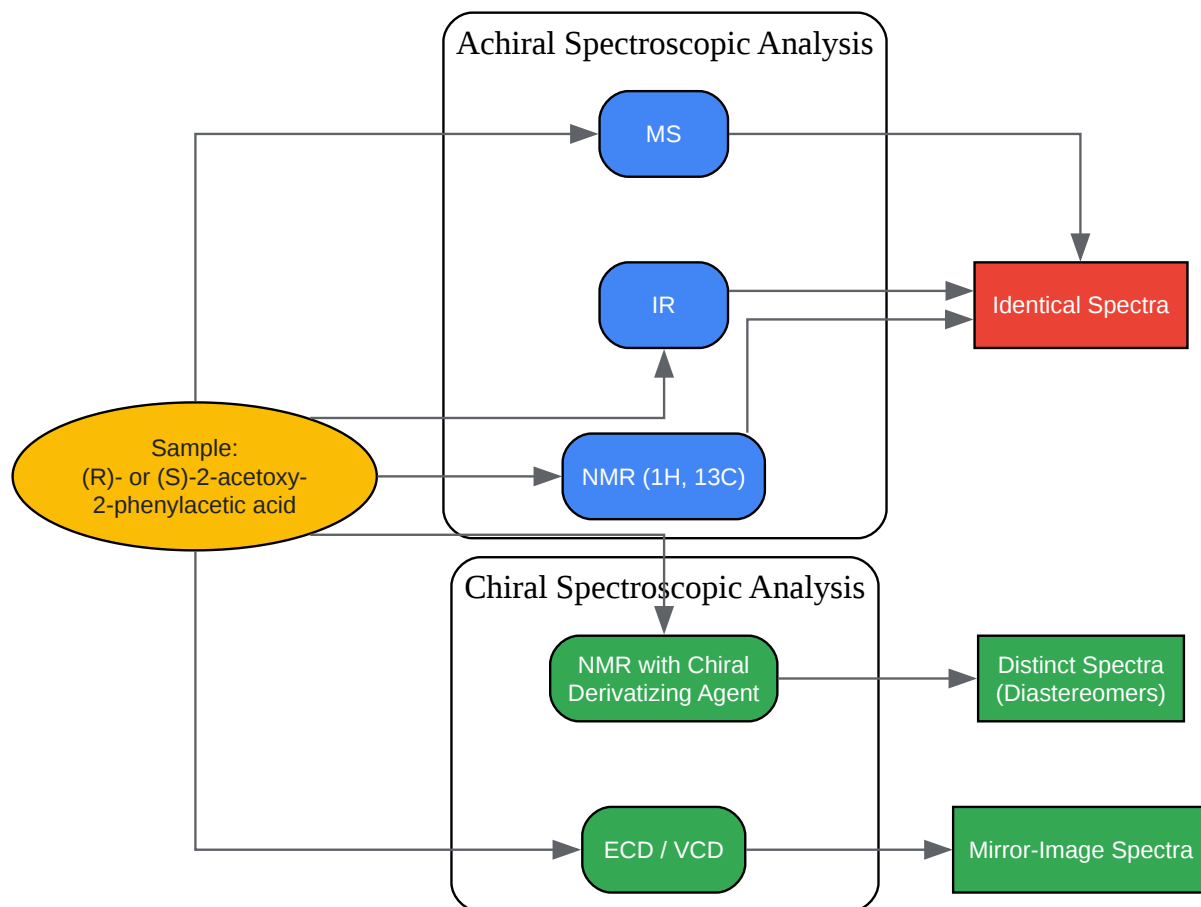 Achiral Spectroscopic Analysis
MS
IR
Identical Spectra
Sample:
(R)- or (S)-2-acetoxy-
2-phenylacetic acid
NMR (1H, 13C)
Chiral Spectroscopic Analysis
NMR with Chiral
Derivatizing Agent
Distinct Spectra
(Diastereomers)
ECD / VCD
Mirror-Image Spectra